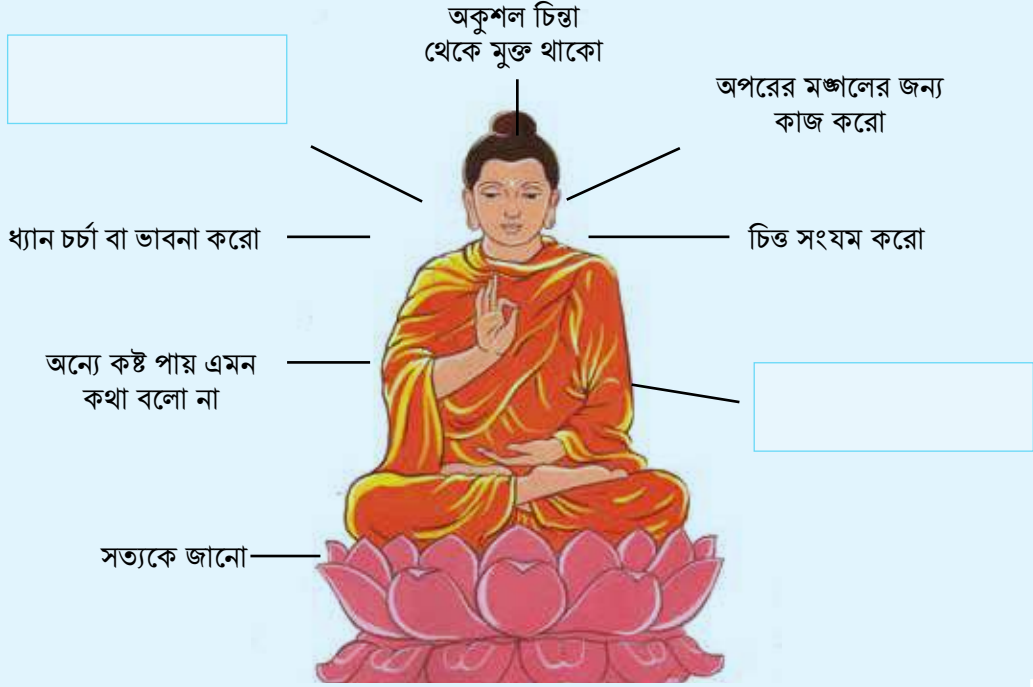 অকুশল চিন্তা
থেকে মুক্ত থাকো
অপরের মঙ্গলের জন্য
কাজ করো
ধ্যান চর্চা বা ভাবনা করো
চিত্ত সংযম করো
অন্যে কষ্ট পায় এমন
কথা বলো না
সত্যকে জানো